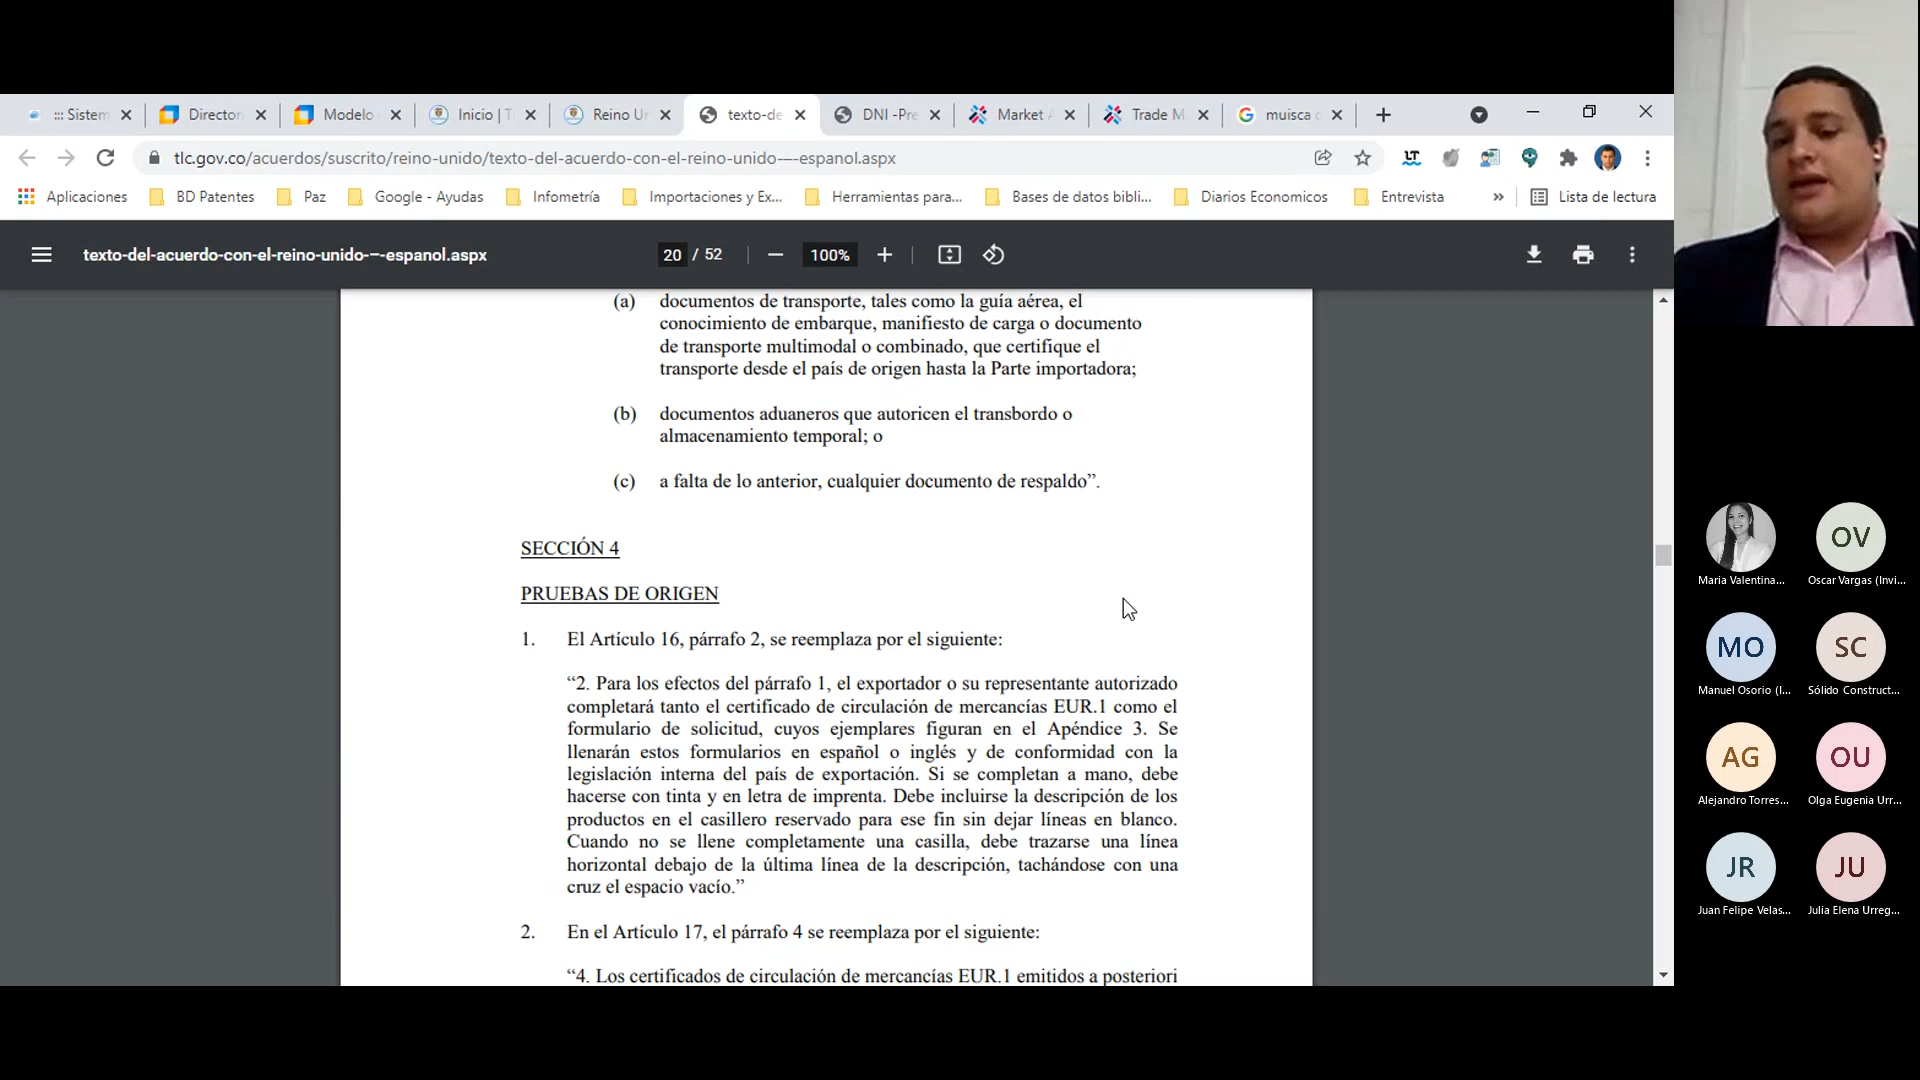 ::: Sistem
Director
Modelo
Inicio | T
Reino Un
texto-de
DNI -Pre
Market A
Trade M
muisca c
tlc.gov.co/acuerdos/suscrito/reino-unido/texto-del-acuerdo-con-el-reino-unido-–-espanol.aspx
LT
Aplicaciones
BD Patentes
Paz
Google - Ayudas
Infometría
Importaciones y Ex...
Herramientas para...
Bases de datos bibli...
Diarios Economicos
Entrevista
»
Lista de lectura
texto-del-acuerdo-con-el-reino-unido-–-espanol.aspx
20 / 52
100%
(a) documentos de transporte, tales como la guía aérea, el
conocimiento de embarque, manifiesto de carga o documento
de transporte multimodal o combinado, que certifique el
transporte desde el país de origen hasta la Parte importadora;
(b) documentos aduaneros que autoricen el transbordo o
almacenamiento temporal; o
(c) a falta de lo anterior, cualquier documento de respaldo”.
SECCIÓN 4
PRUEBAS DE ORIGEN
1. El Artículo 16, párrafo 2, se reemplaza por el siguiente:
“2. Para los efectos del párrafo 1, el exportador o su representante autorizado
completará tanto el certificado de circulación de mercancías EUR.1 como el
formulario de solicitud, cuyos ejemplares figuran en el Apéndice 3. Se
llenarán estos formularios en español o inglés y de conformidad con la
legislación interna del país de exportación. Si se completan a mano, debe
hacerse con tinta y en letra de imprenta. Debe incluirse la descripción de los
productos en el casillero reservado para ese fin sin dejar líneas en blanco.
Cuando no se llene completamente una casilla, debe trazarse una línea
horizontal debajo de la última línea de la descripción, tachándose con una
cruz el espacio vacío.”
2. En el Artículo 17, el párrafo 4 se reemplaza por el siguiente:
“4. Los certificados de circulación de mercancías EUR.1 emitidos a posteriori
Maria Valentina...
OV
Oscar Vargas (Invi...
MO
Manuel Osorio (I...
SC
Sólido Construct...
AG
Alejandro Torres...
OU
Olga Eugenia Urr...
JR
Juan Felipe Velas...
JU
Julia Elena Urreg...